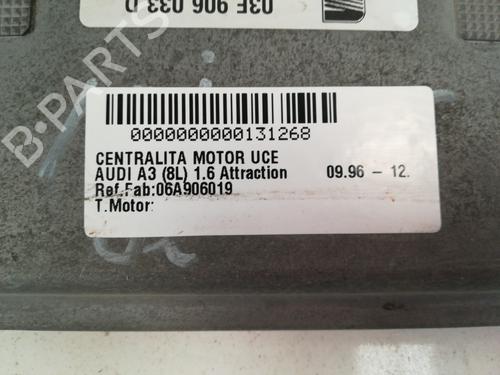 03F 906 033 D
0000000000131268
CENTRALITA MOTOR UCE
AUDI A3 (8L) 1.6 Attraction 09.96 - 12.
Ref.Fab:06A906019
T.Motor:
B-PARTS